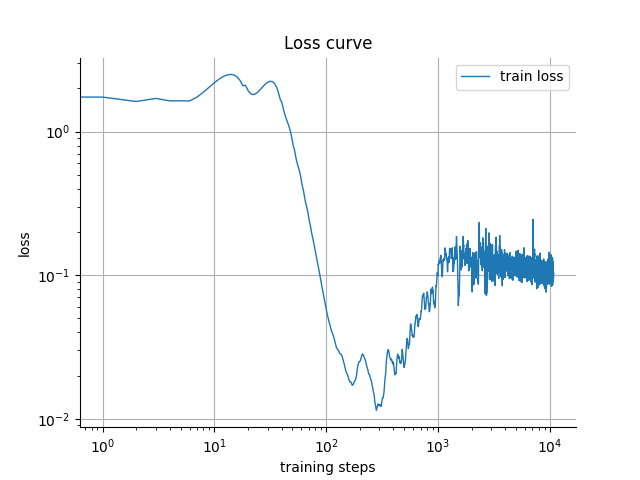 Loss curve
train loss
loss
10⁰
10⁻¹
10⁻²
10⁰ 10¹ 10² 10³ 10⁴
training steps